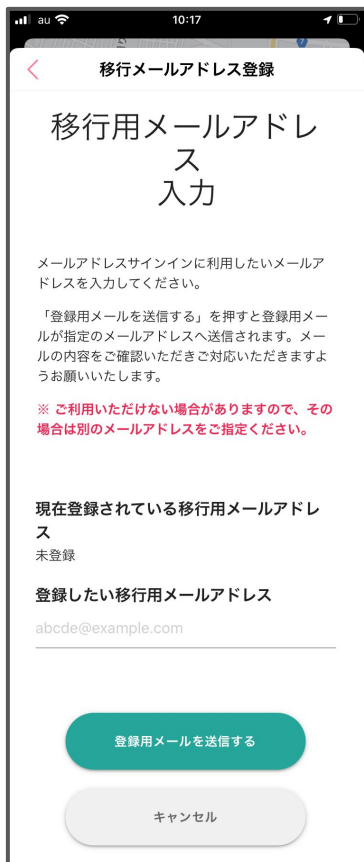 au 10:17
移行メールアドレス登録
移行用メールアドレ
ス
入力
メールアドレスサインインに利用したいメールア
ドレスを入力してください。
「登録用メールを送信する」を押すと登録用メー
ルが指定のメールアドレスへ送信されます。メー
ルの内容をご確認いただきご対応いただきますよ
うお願いいたします。
※ ご利用いただけない場合がありますので、その
場合は別のメールアドレスをご指定ください。
現在登録されている移行用メールアドレ
ス
未登録
登録したい移行用メールアドレス
abcde@example.com
登録用メールを送信する
キャンセル